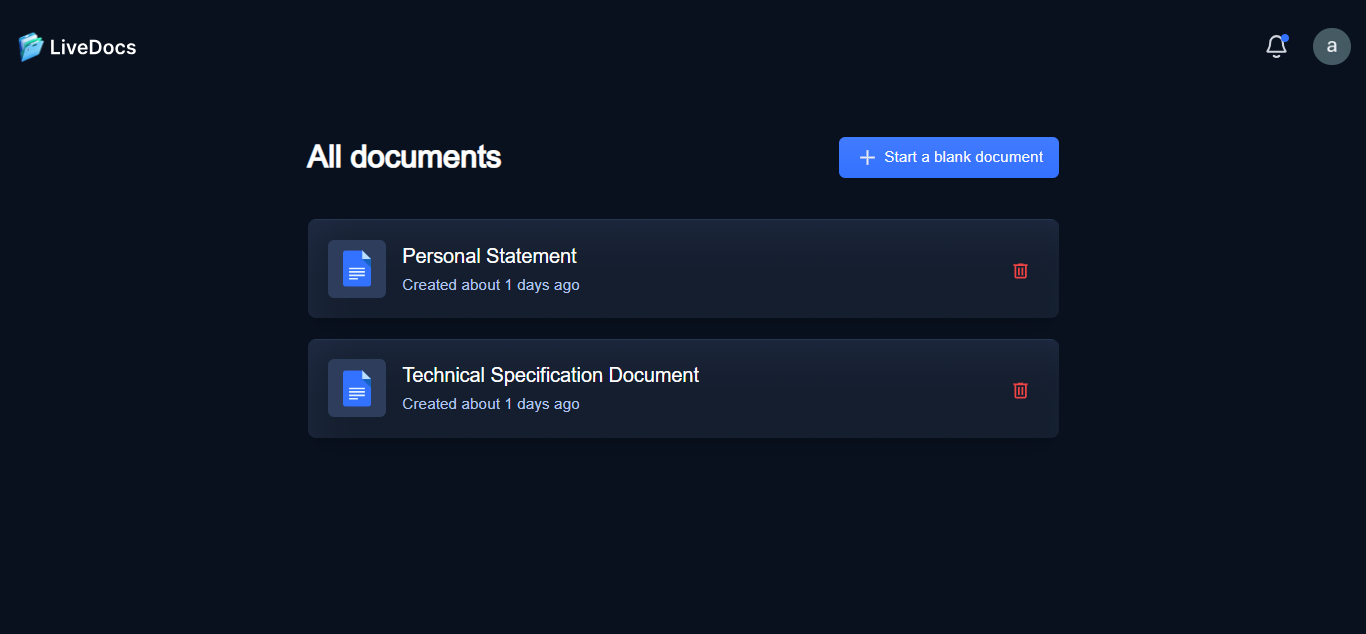 LiveDocs
a
All documents
Start a blank document
Personal Statement
Created about 1 days ago
Technical Specification Document
Created about 1 days ago